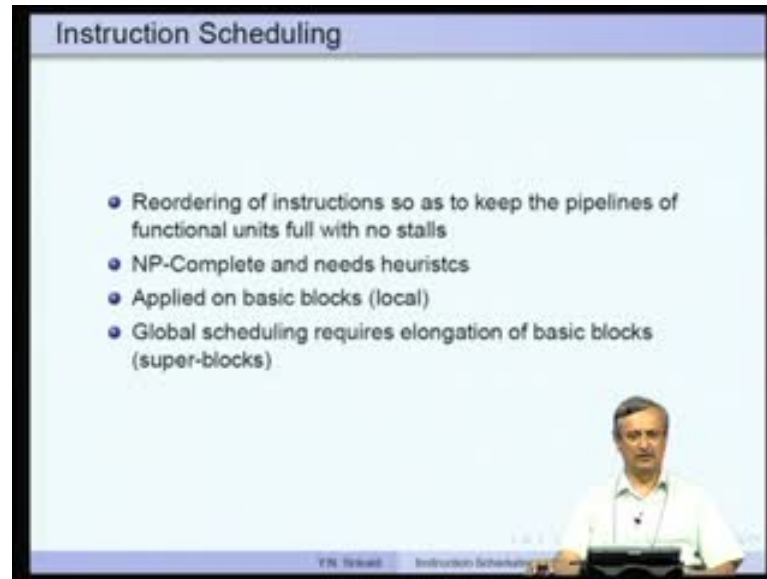 Instruction Scheduling
Reordering of instructions so as to keep the pipelines of
functional units full with no stalls
NP-Complete and needs heuristcs
Applied on basic blocks (local)
Global scheduling requires elongation of basic blocks
(super-blocks)
Y.N. Srikant Instruction Scheduling